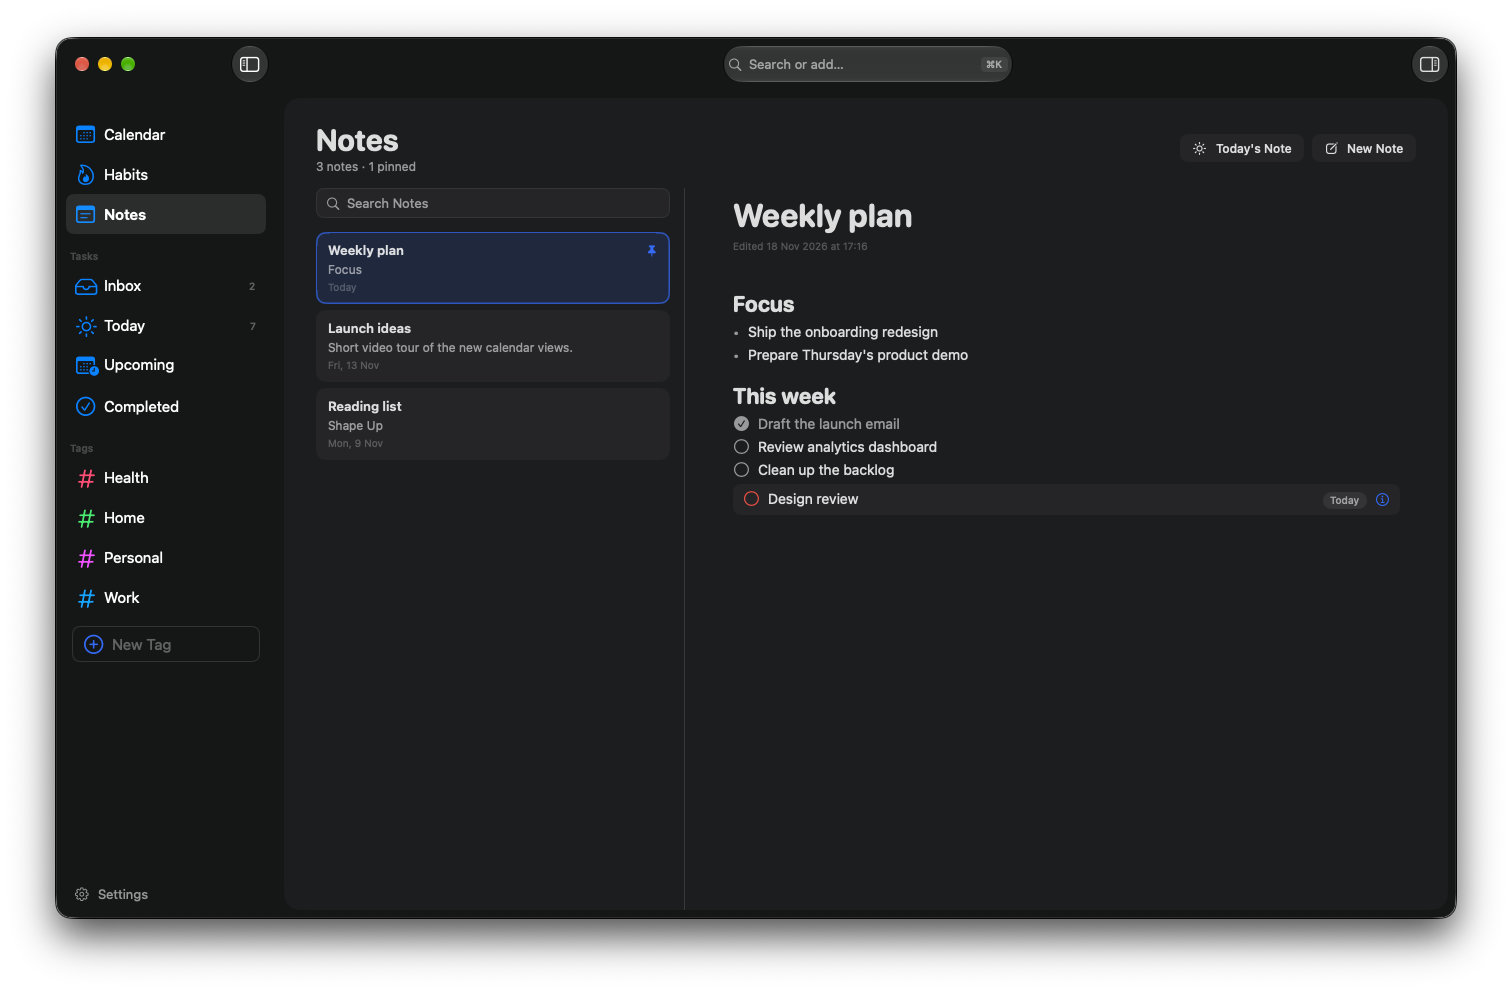 Search or add...
⌘K
Calendar
Habits
Notes
Tasks
Inbox 2
Today 7
Upcoming
Completed
Tags
Health
Home
Personal
Work
New Tag
Settings
Notes
3 notes · 1 pinned
Today's Note
New Note
Search Notes
Weekly plan
Focus
Today
Launch ideas
Short video tour of the new calendar views.
Fri, 13 Nov
Reading list
Shape Up
Mon, 9 Nov
Weekly plan
Edited 18 Nov 2026 at 17:16
Focus
• Ship the onboarding redesign
• Prepare Thursday's product demo
This week
Draft the launch email
Review analytics dashboard
Clean up the backlog
Design review Today